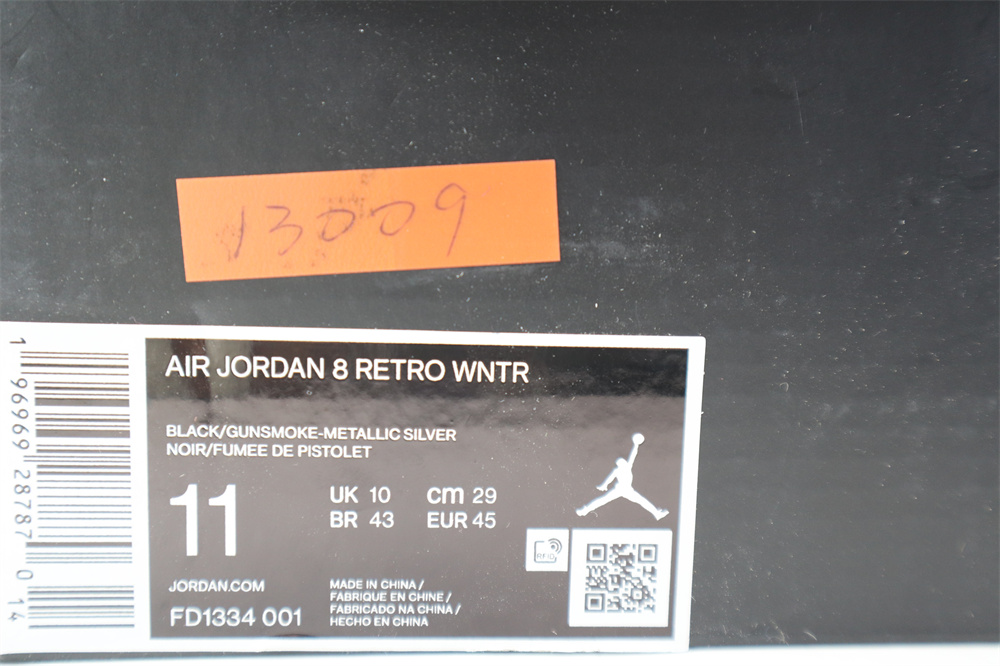 13009
AIR JORDAN 8 RETRO WNTR
BLACK/GUNSMOKE-METALLIC SILVER
NOIR/FUMEE DE PISTOLET
11
UK 10 cm 29
BR 43 EUR 45
RFID
JORDAN.COM
FD1334 001
MADE IN CHINA /
FABRIQUE EN CHINE /
FABRICADO NA CHINA /
HECHO EN CHINA
1 96969 28787 0 14